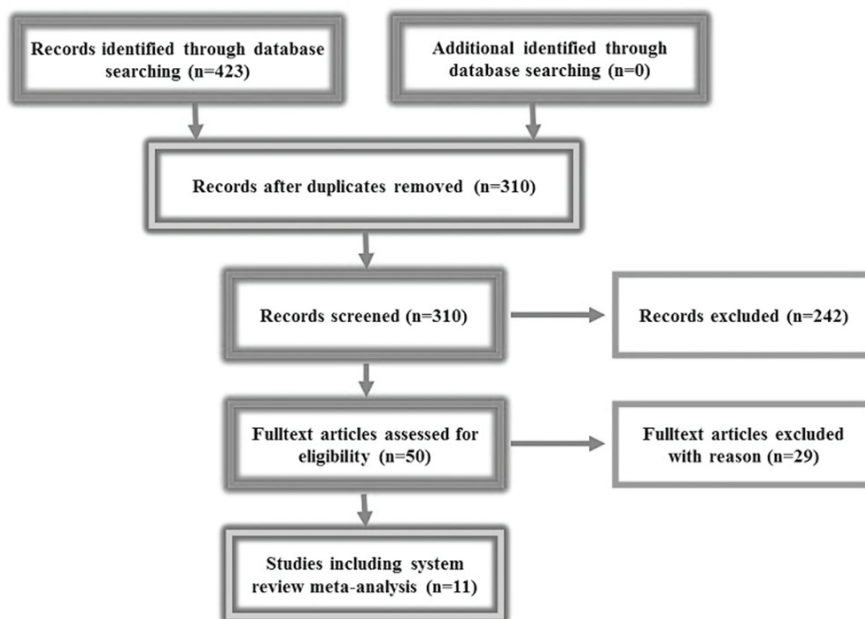 Records identified through database
searching (n=423)
Additional identified through
database searching (n=0)
Records after duplicates removed (n=310)
Records screened (n=310)
Records excluded (n=242)
Fulltext articles assessed for
eligibility (n=50)
Fulltext articles excluded
with reason (n=29)
Studies including system
review meta-analysis (n=11)